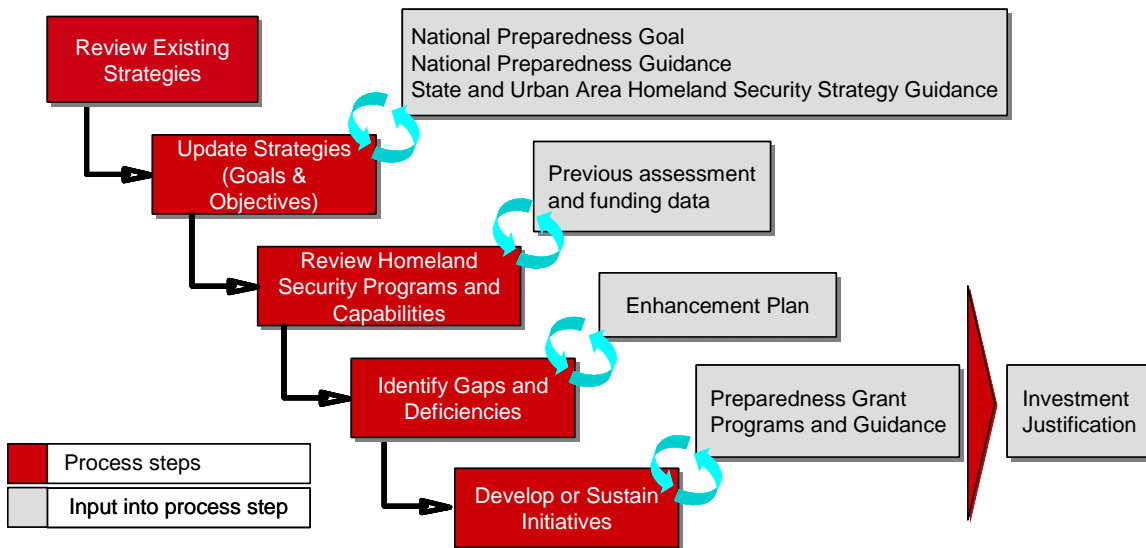 Review Existing
Strategies
National Preparedness Goal
National Preparedness Guidance
State and Urban Area Homeland Security Strategy Guidance
Update Strategies
(Goals &
Objectives)
Previous assessment
and funding data
Review Homeland
Security Programs and
Capabilities
Enhancement Plan
Identify Gaps and
Deficiencies
Preparedness Grant
Programs and Guidance
Investment
Justification
Develop or Sustain
Initiatives
Process steps
Input into process step